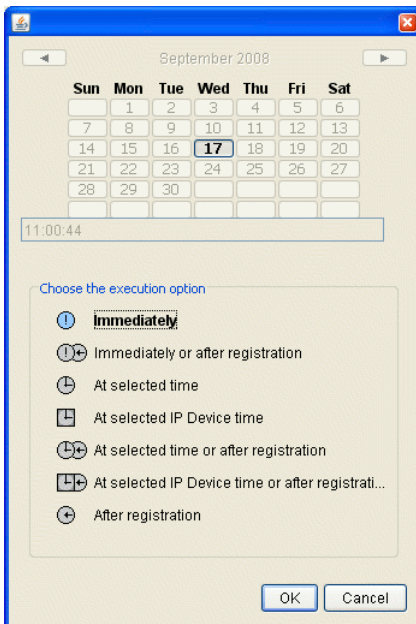 September 2008
Sun Mon Tue Wed Thu Fri Sat
1 2 3 4 5 6
7 8 9 10 11 12 13
14 15 16 17 18 19 20
21 22 23 24 25 26 27
28 29 30
11:00:44
Choose the execution option
Immediately
Immediately or after registration
At selected time
At selected IP Device time
At selected time or after registration
At selected IP Device time or after registrati...
After registration
OK Cancel